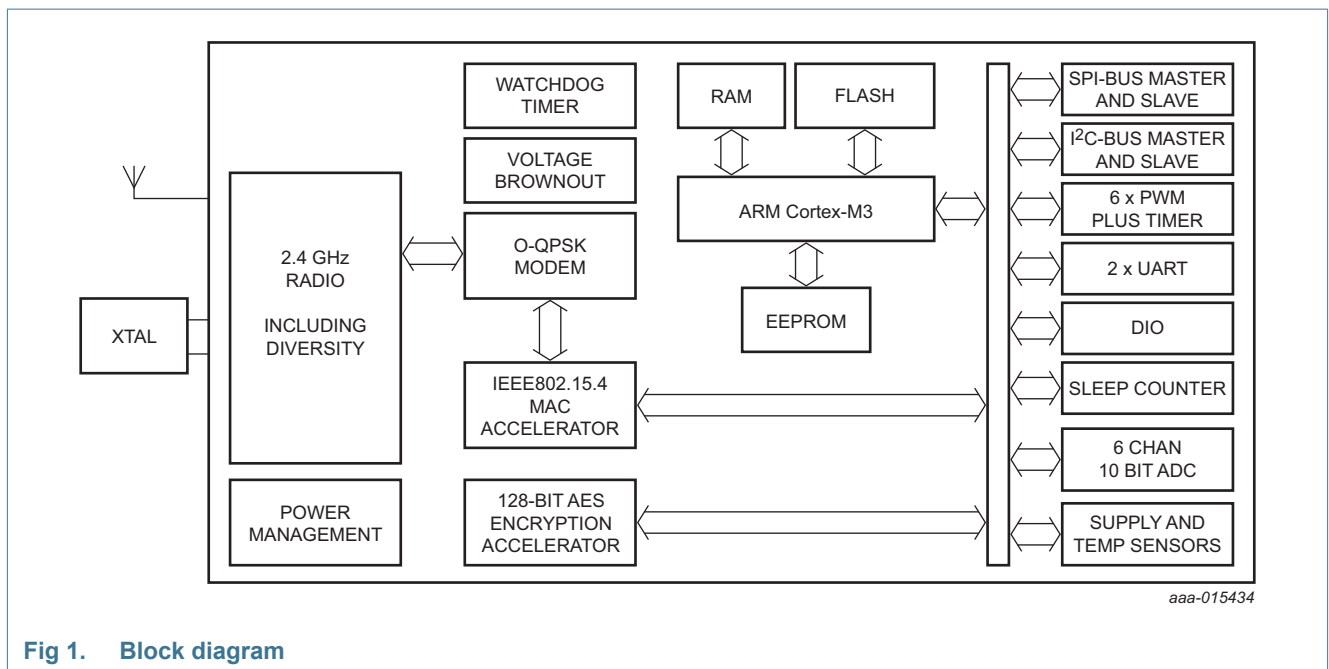 WATCHDOG
TIMER
RAM
FLASH
SPI-BUS MASTER
AND SLAVE
VOLTAGE
BROWNOUT
I²C-BUS MASTER
AND SLAVE
ARM Cortex-M3
6 x PWM
PLUS TIMER
2.4 GHz
RADIO
INCLUDING
DIVERSITY
O-QPSK
MODEM
2 x UART
XTAL
EEPROM
DIO
IEEE802.15.4
MAC
ACCELERATOR
SLEEP COUNTER
6 CHAN
10 BIT ADC
POWER
MANAGEMENT
128-BIT AES
ENCRYPTION
ACCELERATOR
SUPPLY AND
TEMP SENSORS
aaa-015434
Fig 1. Block diagram